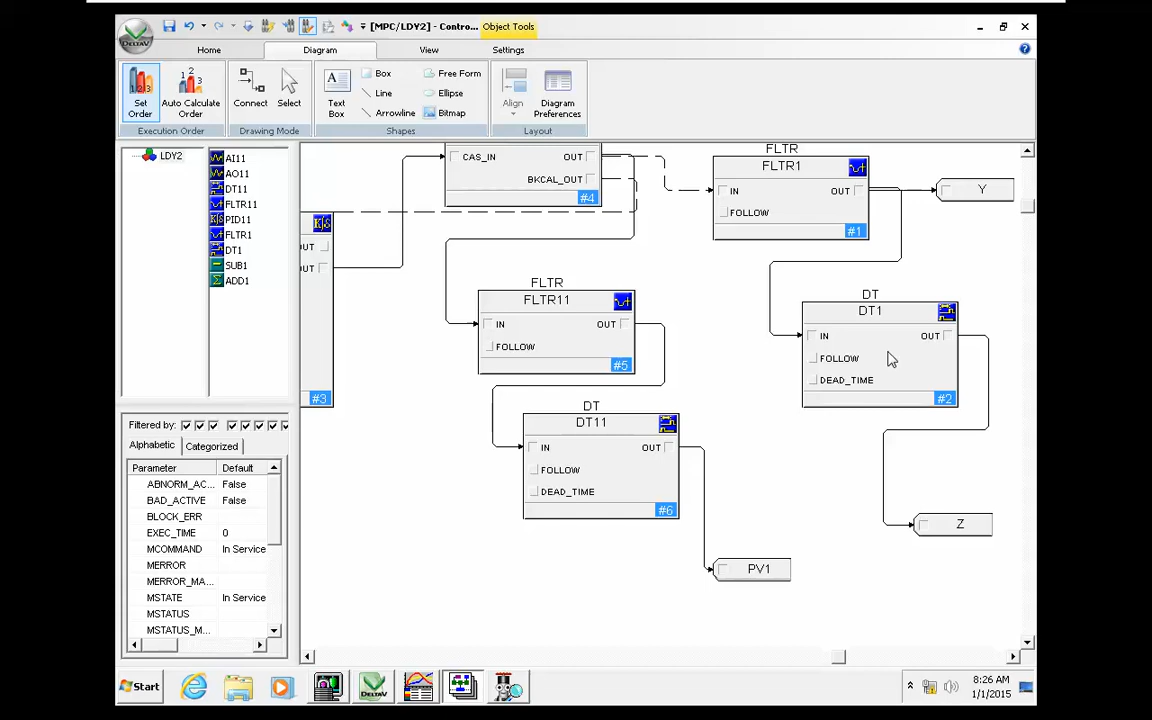 [MPC/LDY2] - Contro...
Object Tools
DELTAV
Home
Diagram
View
Settings
Set Order
Auto Calculate Order
Connect
Select
Text Box
Box
Line
Arrowline
Free Form
Ellipse
Bitmap
Align
Diagram Preferences
Execution Order
Drawing Mode
Shapes
Layout
LDY2
AI11
AO11
DT11
FLTR11
PID11
FLTR1
DT1
SUB1
ADD1
Filtered by:
Alphabetic
Categorized
Parameter Default
ABNORM_AC... False
BAD_ACTIVE False
BLOCK_ERR
EXEC_TIME 0
MCOMMAND In Service
MERROR
MERROR_MA...
MSTATE In Service
MSTATUS
MSTATUS_M...
OUT
OUT
#3
CAS_IN OUT
BKCAL_OUT
#4
FLTR
FLTR1
IN OUT
FOLLOW
#1
Y
FLTR
FLTR11
IN OUT
FOLLOW
#5
DT
DT1
IN OUT
FOLLOW
DEAD_TIME
#2
DT
DT11
IN OUT
FOLLOW
DEAD_TIME
#6
Z
PV1
Start
8:26 AM
1/1/2015